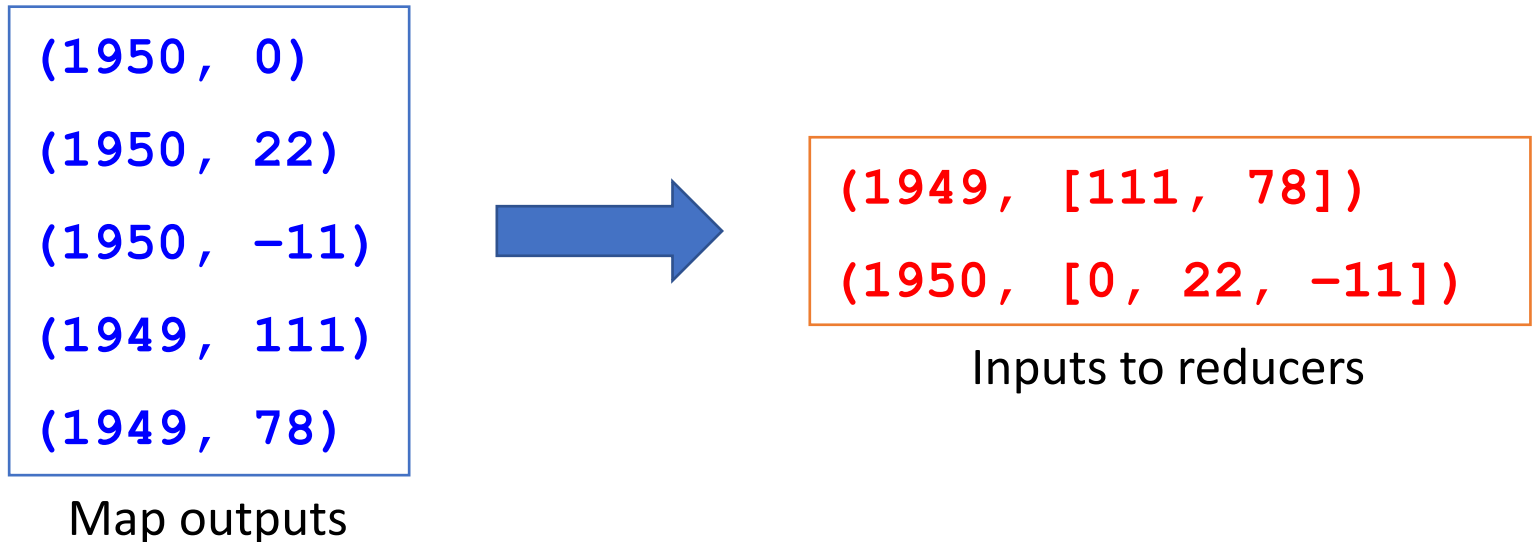 (1950, 0)
(1950, 22)
(1950, −11)
(1949, 111)
(1949, 78)
Map outputs
(1949, [111, 78])
(1950, [0, 22, −11])
Inputs to reducers